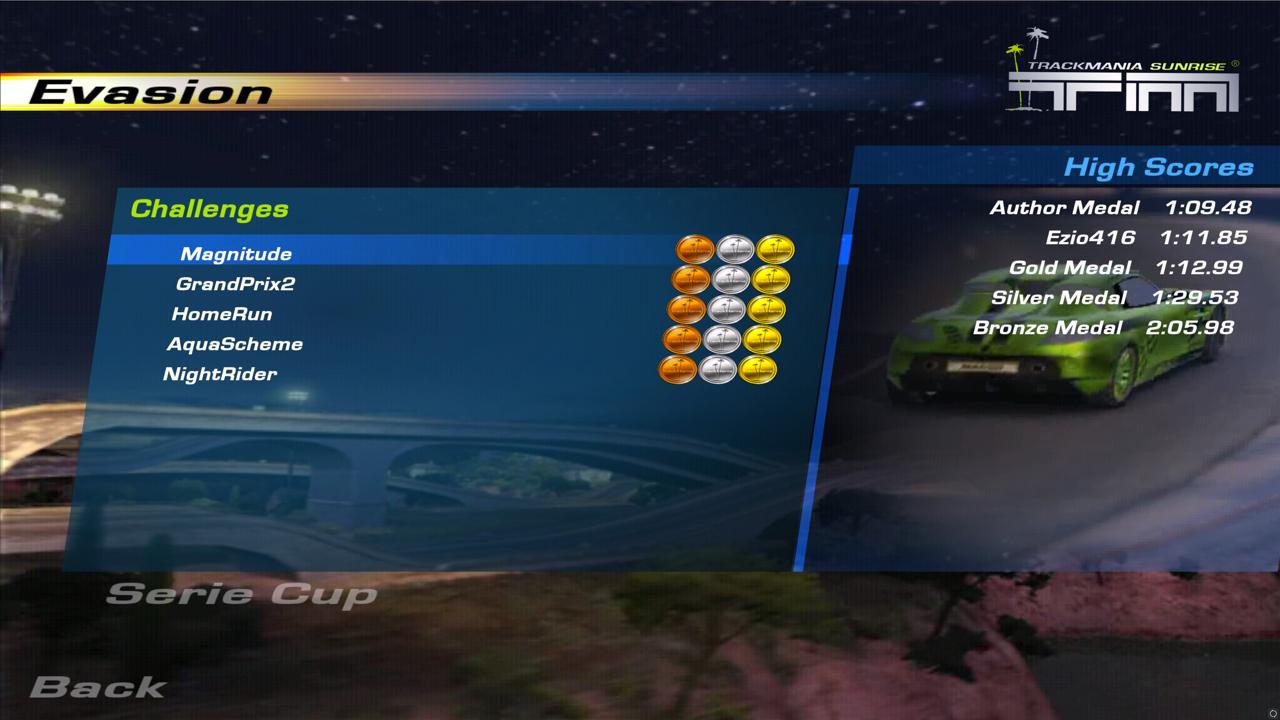 TRACKMANIA SUNRISE ®
TM
Evasion
High Scores
Challenges
Author Medal 1:09.48
Ezio416 1:11.85
Gold Medal 1:12.99
Silver Medal 1:29.53
Bronze Medal 2:05.98
Magnitude
GrandPrix2
HomeRun
AquaScheme
NightRider
Serie Cup
Back